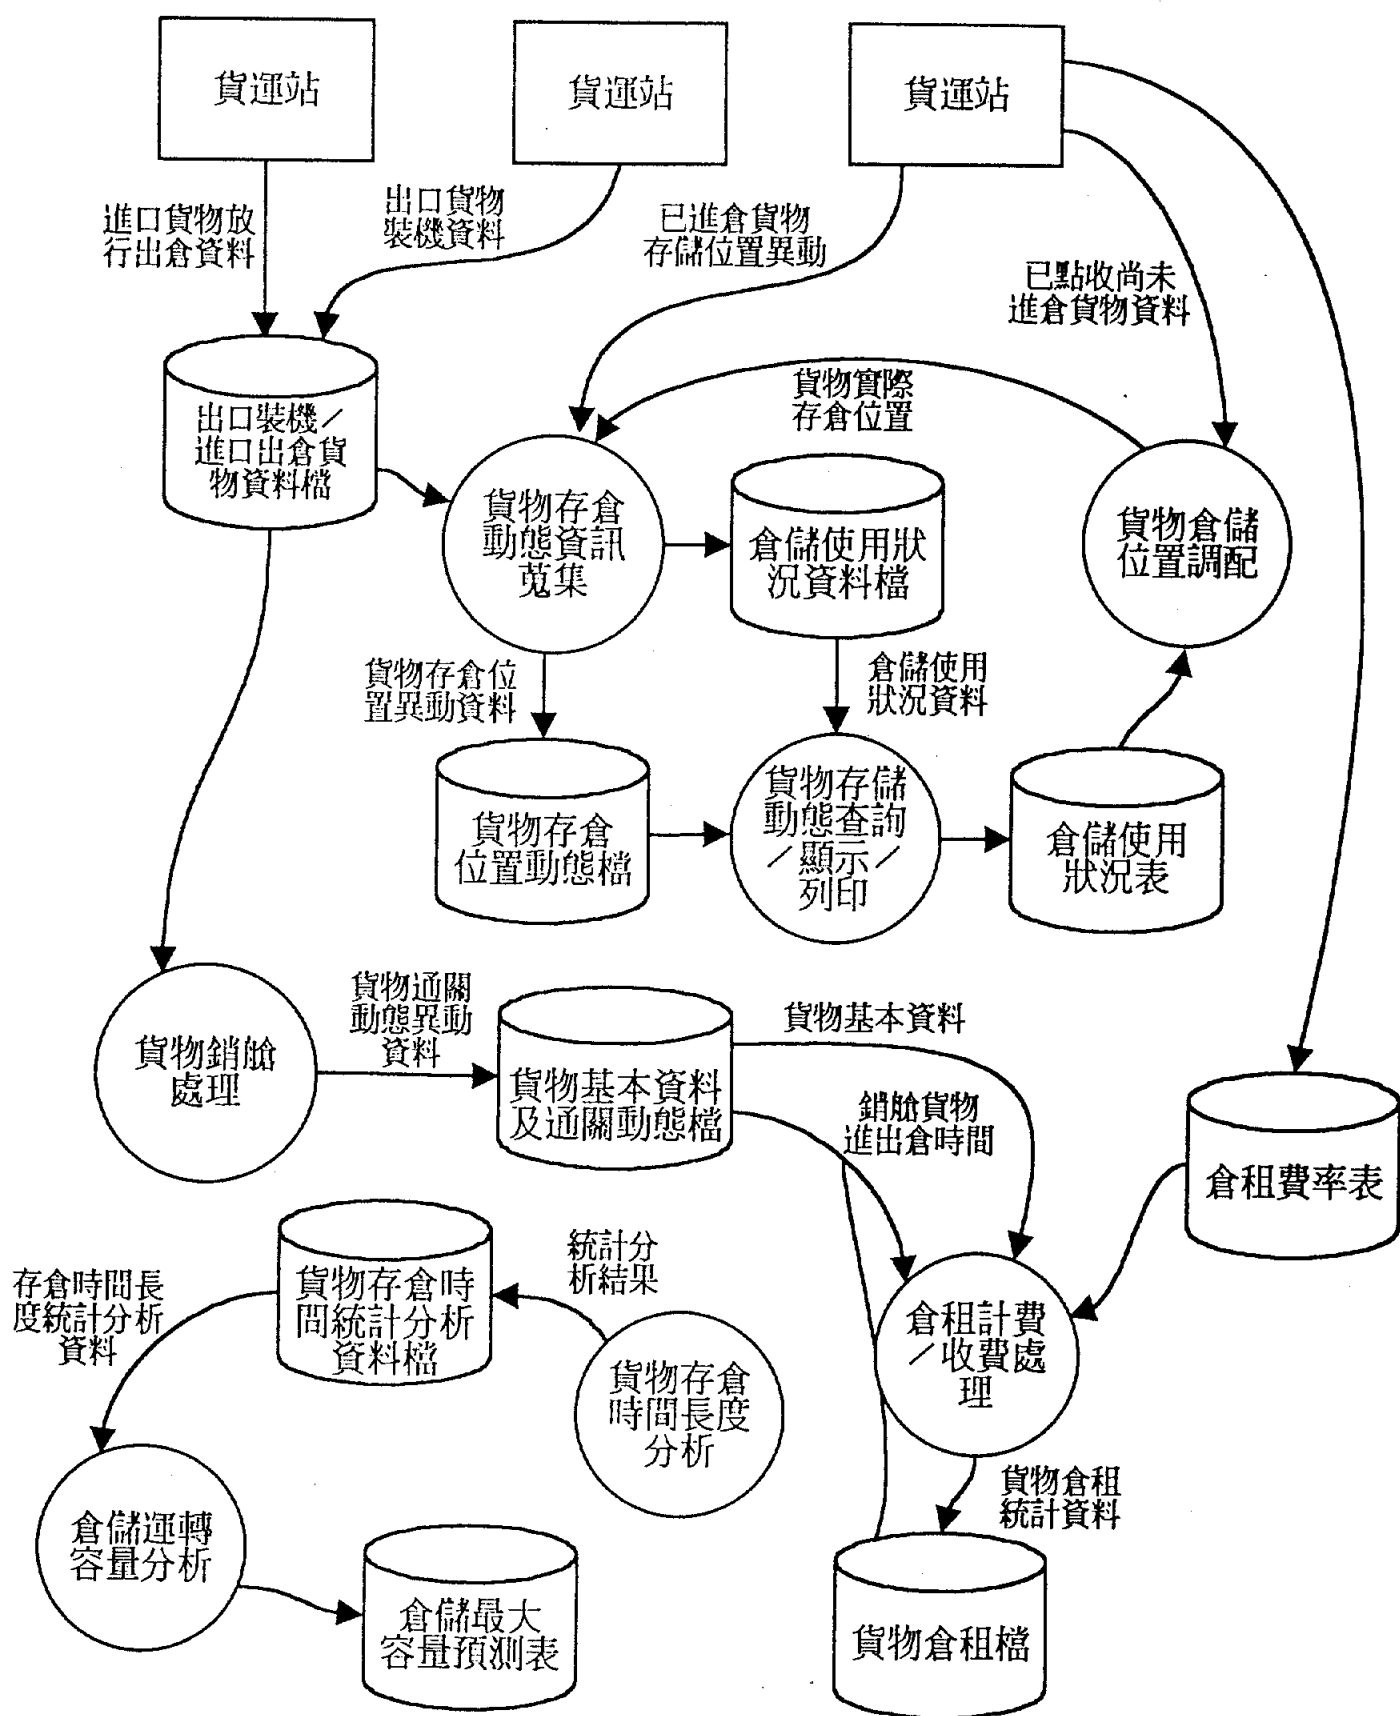 貨運站
貨運站
貨運站
進口貨物放
行出倉資料
出口貨物
裝機資料
已進倉貨物
存儲位置異動
已點收尚未
進倉貨物資料
貨物實際
存倉位置
出口裝機／
進口出倉貨
物資料檔
貨物存倉
動態資訊
蒐集
倉儲使用狀
況資料檔
貨物倉儲
位置調配
貨物存倉位
置異動資料
倉儲使用
狀況資料
貨物存倉
位置動態檔
貨物存儲
動態查詢
／顯示／
列印
倉儲使用
狀況表
貨物銷艙
處理
貨物通關
動態異動
資料
貨物基本資料
及通關動態檔
貨物基本資料
銷艙貨物
進出倉時間
倉租費率表
存倉時間長
度統計分析
資料
貨物存倉時
間統計分析
資料檔
統計分
析結果
貨物存倉
時間長度
分析
倉租計費
／收費處
理
倉儲運轉
容量分析
倉儲最大
容量預測表
貨物倉租
統計資料
貨物倉租檔